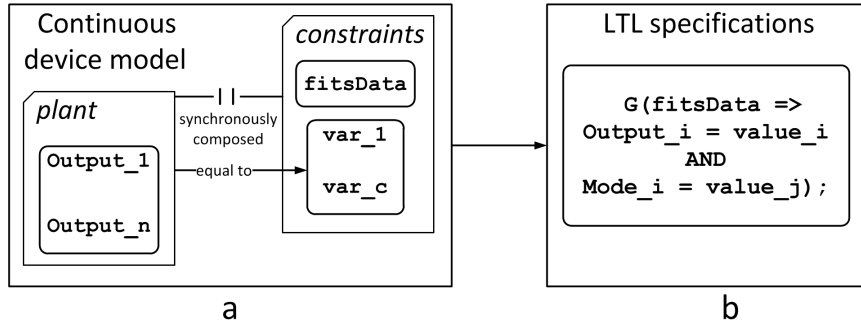 Continuous
device model
plant
Output_1
Output_n
synchronously
composed
equal to
constraints
fitsData
var_1
var_c
a
LTL specifications
G(fitsData =>
Output_i = value_i
AND
Mode_i = value_j);
b